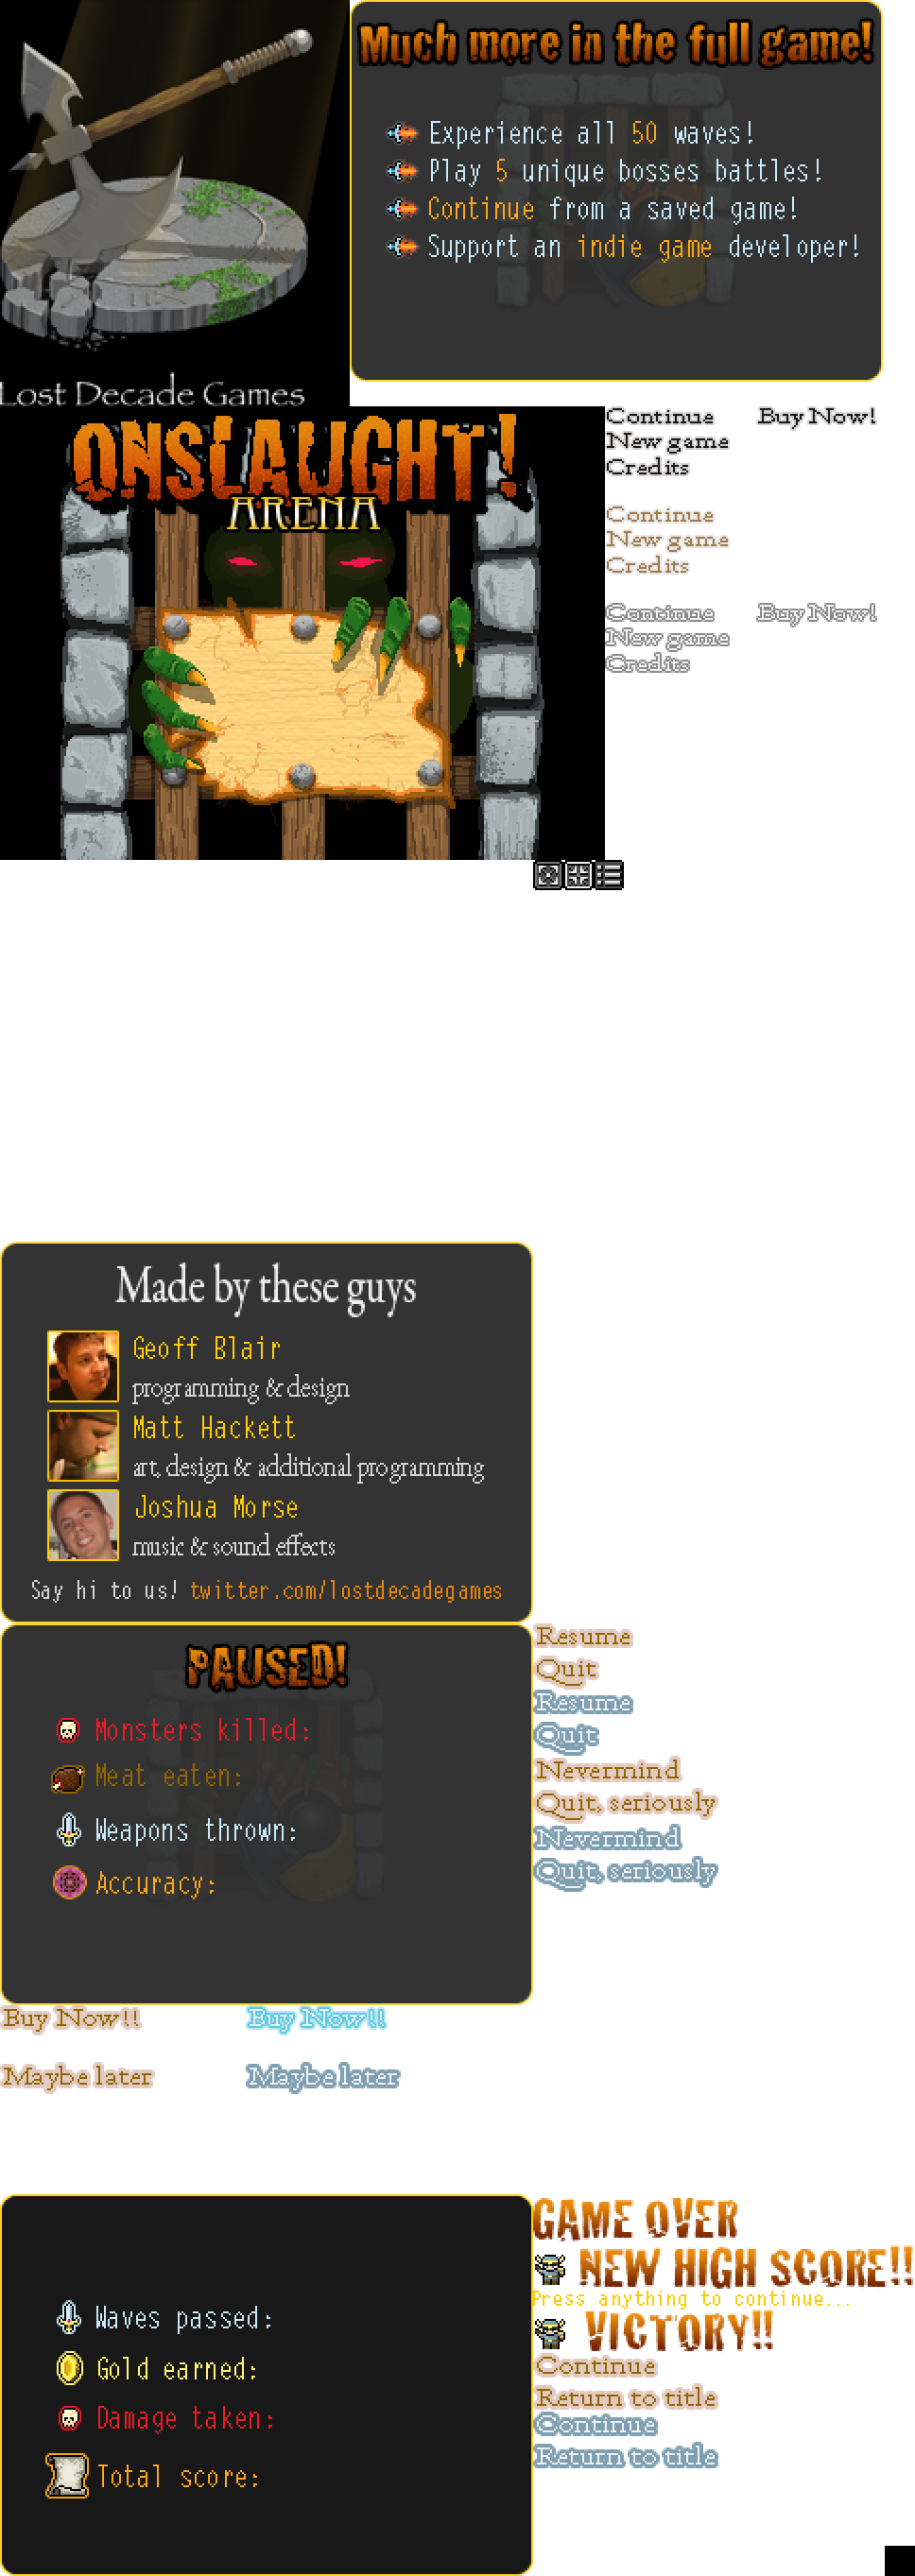 Much more in the full game!
Experience all 50 waves!
Play 5 unique bosses battles!
Continue from a saved game!
Support an indie game developer!
Lost Decade Games
ONSLAUGHT!
ARENA
Continue Buy Now!
New game
Credits
Continue
New game
Credits
Continue Buy Now!
New game
Credits
Made by these guys
Geoff Blair
programming & design
Matt Hackett
art, design & additional programming
Joshua Morse
music & sound effects
Say hi to us! twitter.com/lostdecadegames
PAUSED!
Monsters killed:
Meat eaten:
Weapons thrown:
Accuracy:
Resume
Quit
Resume
Quit
Nevermind
Quit, seriously
Nevermind
Quit, seriously
Buy Now!! Buy Now!!
Maybe later Maybe later
Waves passed:
Gold earned:
Damage taken:
Total score:
GAME OVER
NEW HIGH SCORE!!
Press anything to continue...
VICTORY!!
Continue
Return to title
Continue
Return to title